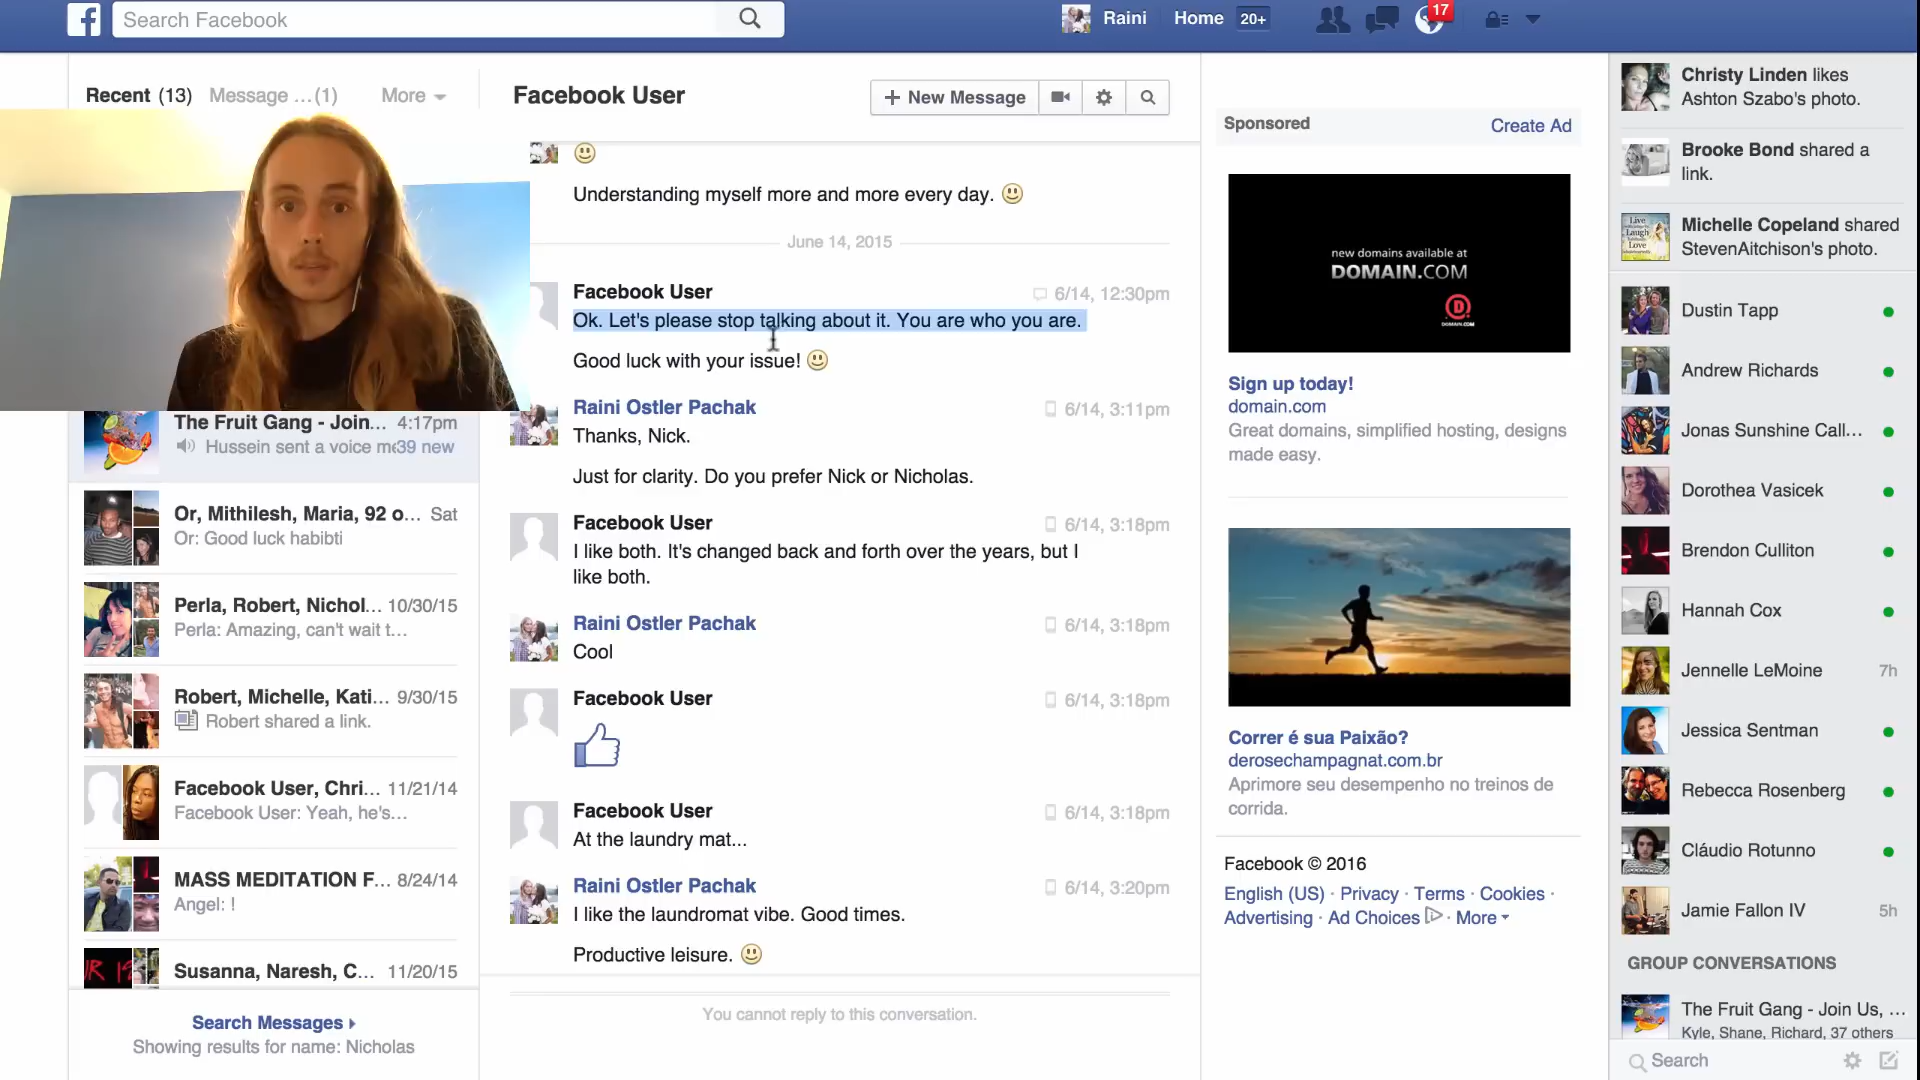 Search Facebook
Raini
Home 20+
17
Recent (13)
Message ...(1)
More
The Fruit Gang - Join... 4:17pm
Hussein sent a voice me 39 new
Or, Mithilesh, Maria, 92 o... Sat
Or: Good luck habibti
Perla, Robert, Nichol... 10/30/15
Perla: Amazing, can't wait t...
Robert, Michelle, Kati... 9/30/15
Robert shared a link.
Facebook User, Chri... 11/21/14
Facebook User: Yeah, he's...
MASS MEDITATION F... 8/24/14
Angel: !
Susanna, Naresh, C... 11/20/15
Search Messages
Showing results for name: Nicholas
Facebook User
+ New Message
Understanding myself more and more every day.
June 14, 2015
Facebook User 6/14, 12:30pm
Ok. Let's please stop talking about it. You are who you are.
Good luck with your issue!
Raini Ostler Pachak 6/14, 3:11pm
Thanks, Nick.
Just for clarity. Do you prefer Nick or Nicholas.
Facebook User 6/14, 3:18pm
I like both. It's changed back and forth over the years, but I
like both.
Raini Ostler Pachak 6/14, 3:18pm
Cool
Facebook User 6/14, 3:18pm
Facebook User 6/14, 3:18pm
At the laundry mat...
Raini Ostler Pachak 6/14, 3:20pm
I like the laundromat vibe. Good times.
Productive leisure.
You cannot reply to this conversation.
Sponsored
Create Ad
new domains available at
DOMAIN.COM
DOMAIN.COM
Sign up today!
domain.com
Great domains, simplified hosting, designs
made easy.
Correr é sua Paixão?
derosechampagnat.com.br
Aprimore seu desempenho no treinos de
corrida.
Facebook © 2016
English (US) · Privacy · Terms · Cookies ·
Advertising · Ad Choices · More
Christy Linden likes
Ashton Szabo's photo.
Brooke Bond shared a
link.
Live
Laugh
Love
Michelle Copeland shared
StevenAitchison's photo.
Dustin Tapp
Andrew Richards
Jonas Sunshine Call...
Dorothea Vasicek
Brendon Culliton
Hannah Cox
Jennelle LeMoine 7h
Jessica Sentman
Rebecca Rosenberg
Cláudio Rotunno
Jamie Fallon IV 5h
GROUP CONVERSATIONS
The Fruit Gang - Join Us, ...
Kyle, Shane, Richard, 37 others
Search